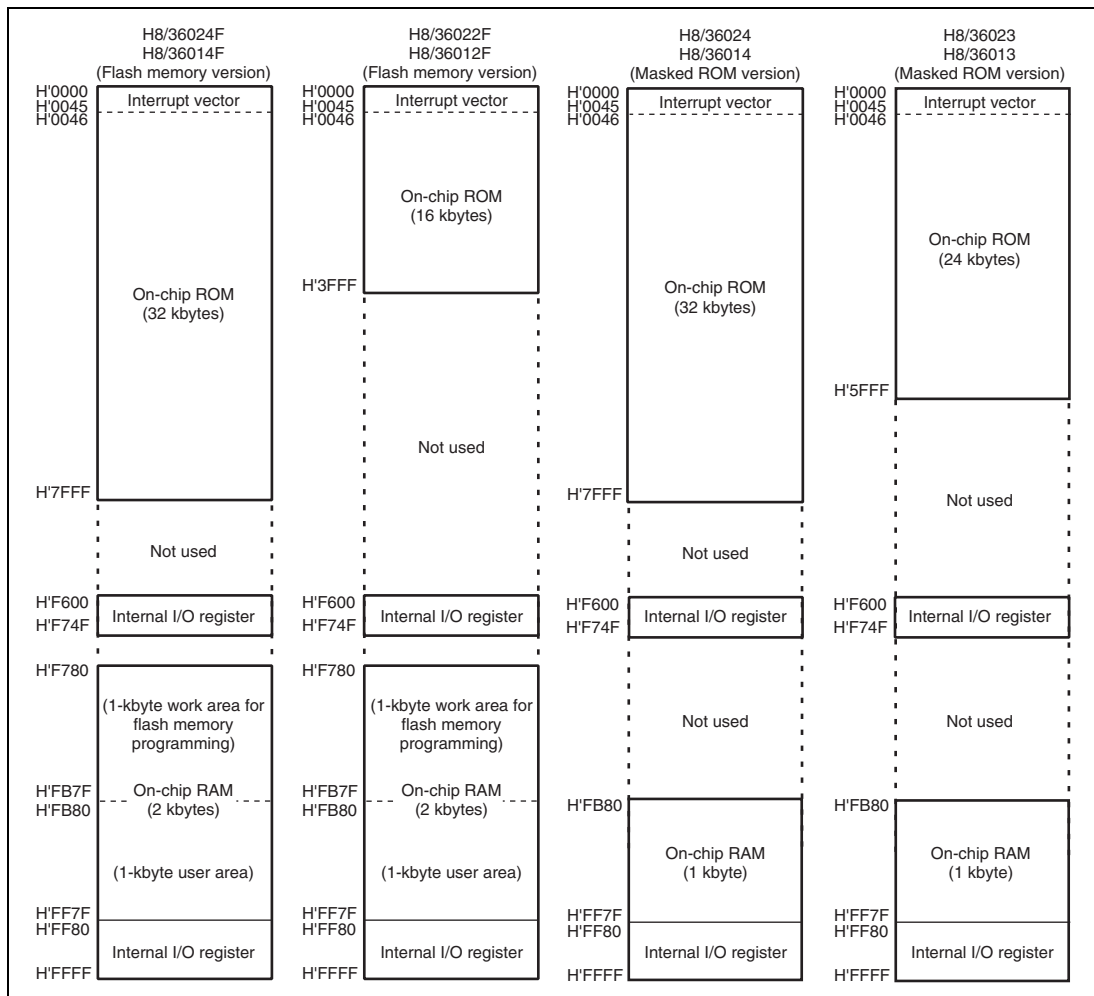 H8/36024F
H8/36014F
(Flash memory version)
H'0000
H'0045
H'0046
Interrupt vector
On-chip ROM
(32 kbytes)
H'7FFF
Not used
H'F600
Internal I/O register
H'F74F
H'F780
(1-kbyte work area for
flash memory
programming)
H'FB7F
On-chip RAM
H'FB80
(2 kbytes)
(1-kbyte user area)
H'FF7F
H'FF80
Internal I/O register
H'FFFF
H8/36022F
H8/36012F
(Flash memory version)
H'0000
H'0045
H'0046
Interrupt vector
On-chip ROM
(16 kbytes)
H'3FFF
Not used
H'F600
Internal I/O register
H'F74F
H'F780
(1-kbyte work area for
flash memory
programming)
H'FB7F
On-chip RAM
H'FB80
(2 kbytes)
(1-kbyte user area)
H'FF7F
H'FF80
Internal I/O register
H'FFFF
H8/36024
H8/36014
(Masked ROM version)
H'0000
H'0045
H'0046
Interrupt vector
On-chip ROM
(32 kbytes)
H'7FFF
Not used
H'F600
Internal I/O register
H'F74F
Not used
H'FB80
On-chip RAM
(1 kbyte)
H'FF7F
H'FF80
Internal I/O register
H'FFFF
H8/36023
H8/36013
(Masked ROM version)
H'0000
H'0045
H'0046
Interrupt vector
On-chip ROM
(24 kbytes)
H'5FFF
Not used
H'F600
Internal I/O register
H'F74F
Not used
H'FB80
On-chip RAM
(1 kbyte)
H'FF7F
H'FF80
Internal I/O register
H'FFFF